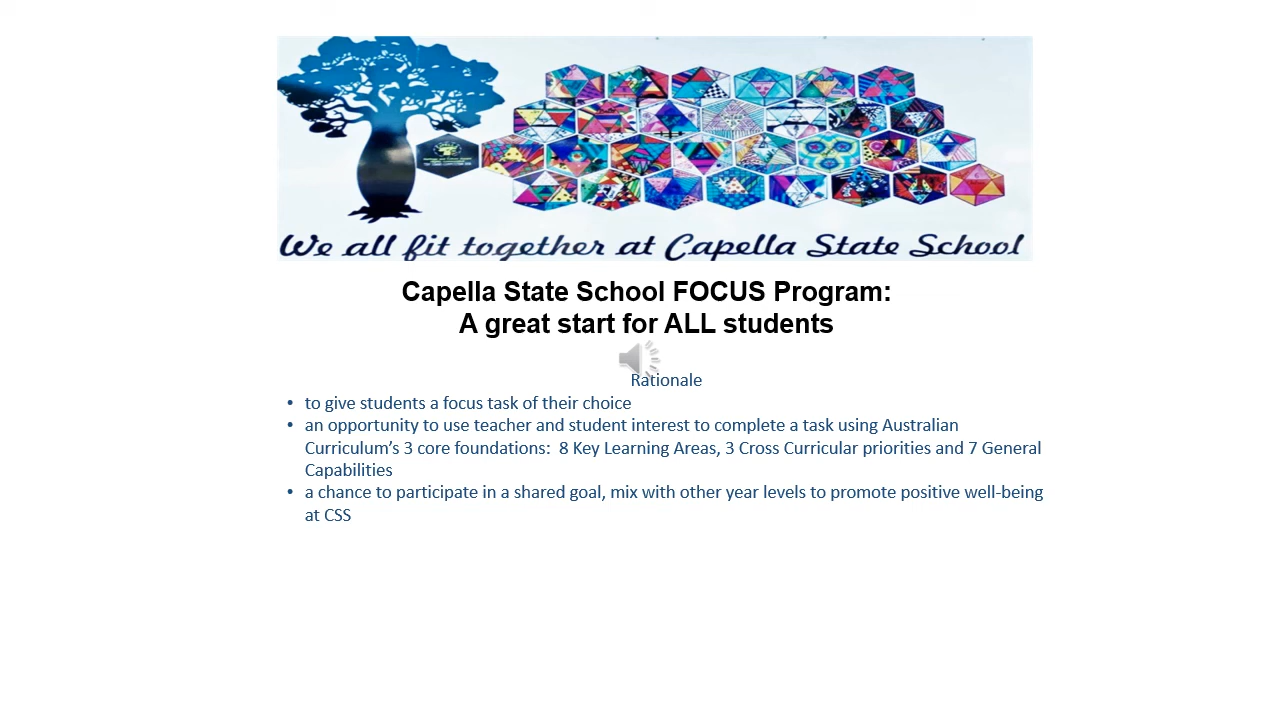 We all fit together at Capella State School
Capella State School FOCUS Program:
A great start for ALL students
Rationale
• to give students a focus task of their choice
• an opportunity to use teacher and student interest to complete a task using Australian
Curriculum’s 3 core foundations:  8 Key Learning Areas, 3 Cross Curricular priorities and 7 General
Capabilities
• a chance to participate in a shared goal, mix with other year levels to promote positive well-being
at CSS